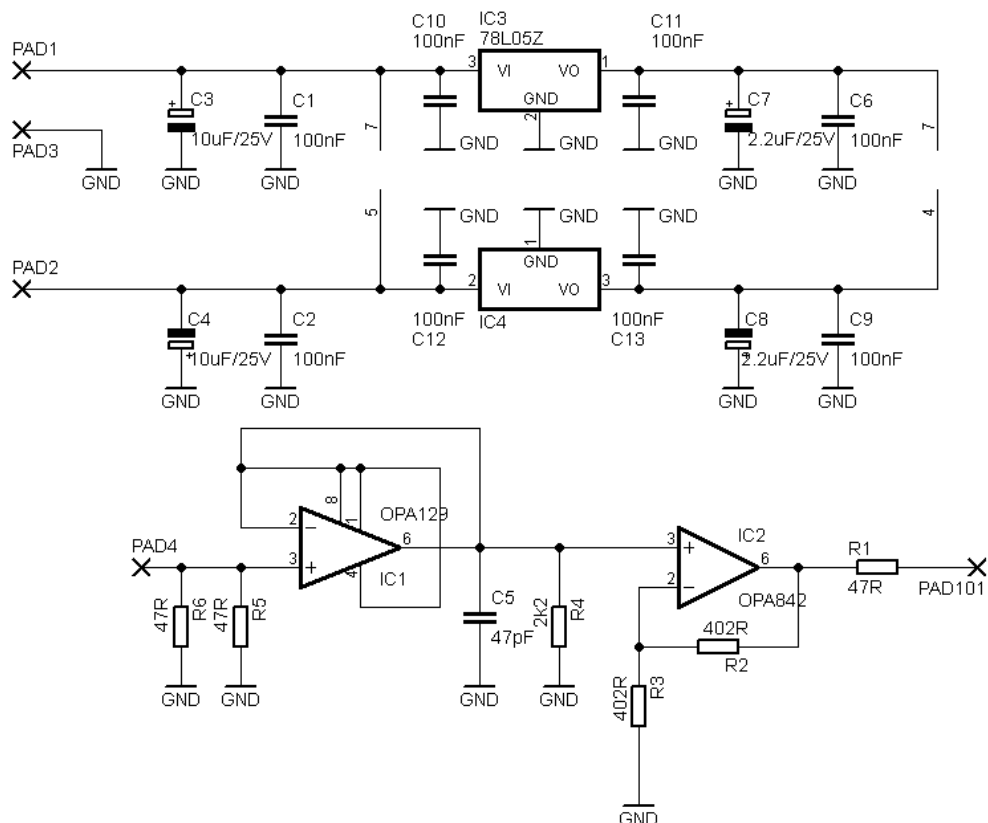 PAD1
PAD3
GND
C3
10uF/25V
GND
C1
100nF
GND
7
C10
100nF
3
GND
IC3
78L05Z
VI
VO
GND
2
GND
1
C11
100nF
GND
C7
2.2uF/25V
GND
C6
100nF
GND
7
PAD2
C4
10uF/25V
GND
C2
100nF
GND
5
GND
2
100nF
C12
GND
1
GND
VI
VO
IC4
3
GND
100nF
C13
C8
2.2uF/25V
GND
C9
100nF
GND
4
PAD4
47R
R6
GND
47R
R5
GND
2
3
8
1
4
6
OPA129
IC1
C5
47pF
GND
2k2
R4
GND
3
2
6
IC2
OPA842
402R
R2
402R
R3
GND
R1
47R
PAD101